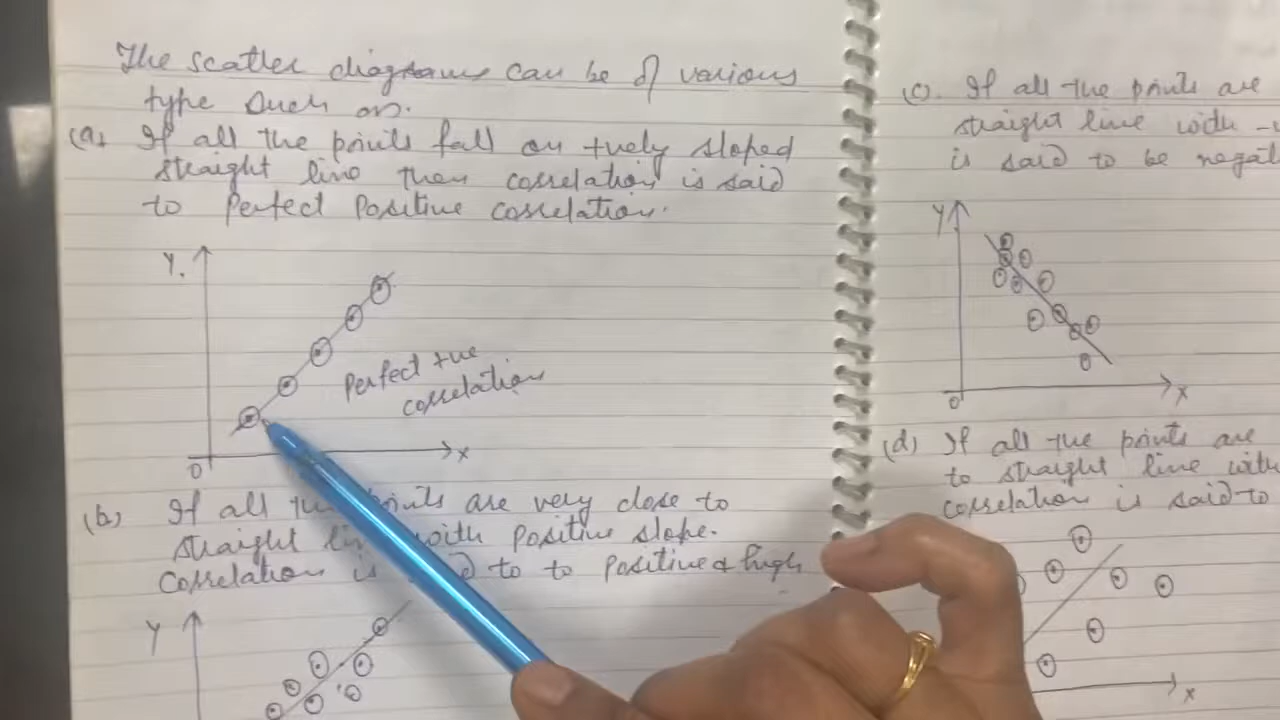 The scatter diagrams can be of various
type such as.
(a) If all the points fall on +vely sloped
straight line then correlation is said
to Perfect Positive correlation.
Y.
Perfect +ve
correlation
O
X
(b) If all the points are very close to
straight with Positive slope.
Correlation is to to Positive & high
Y
(c). If all the points are
straight line with -
is said to be
Y
O
X
(d) If all the points are
to straight line with
correlation is said to
X